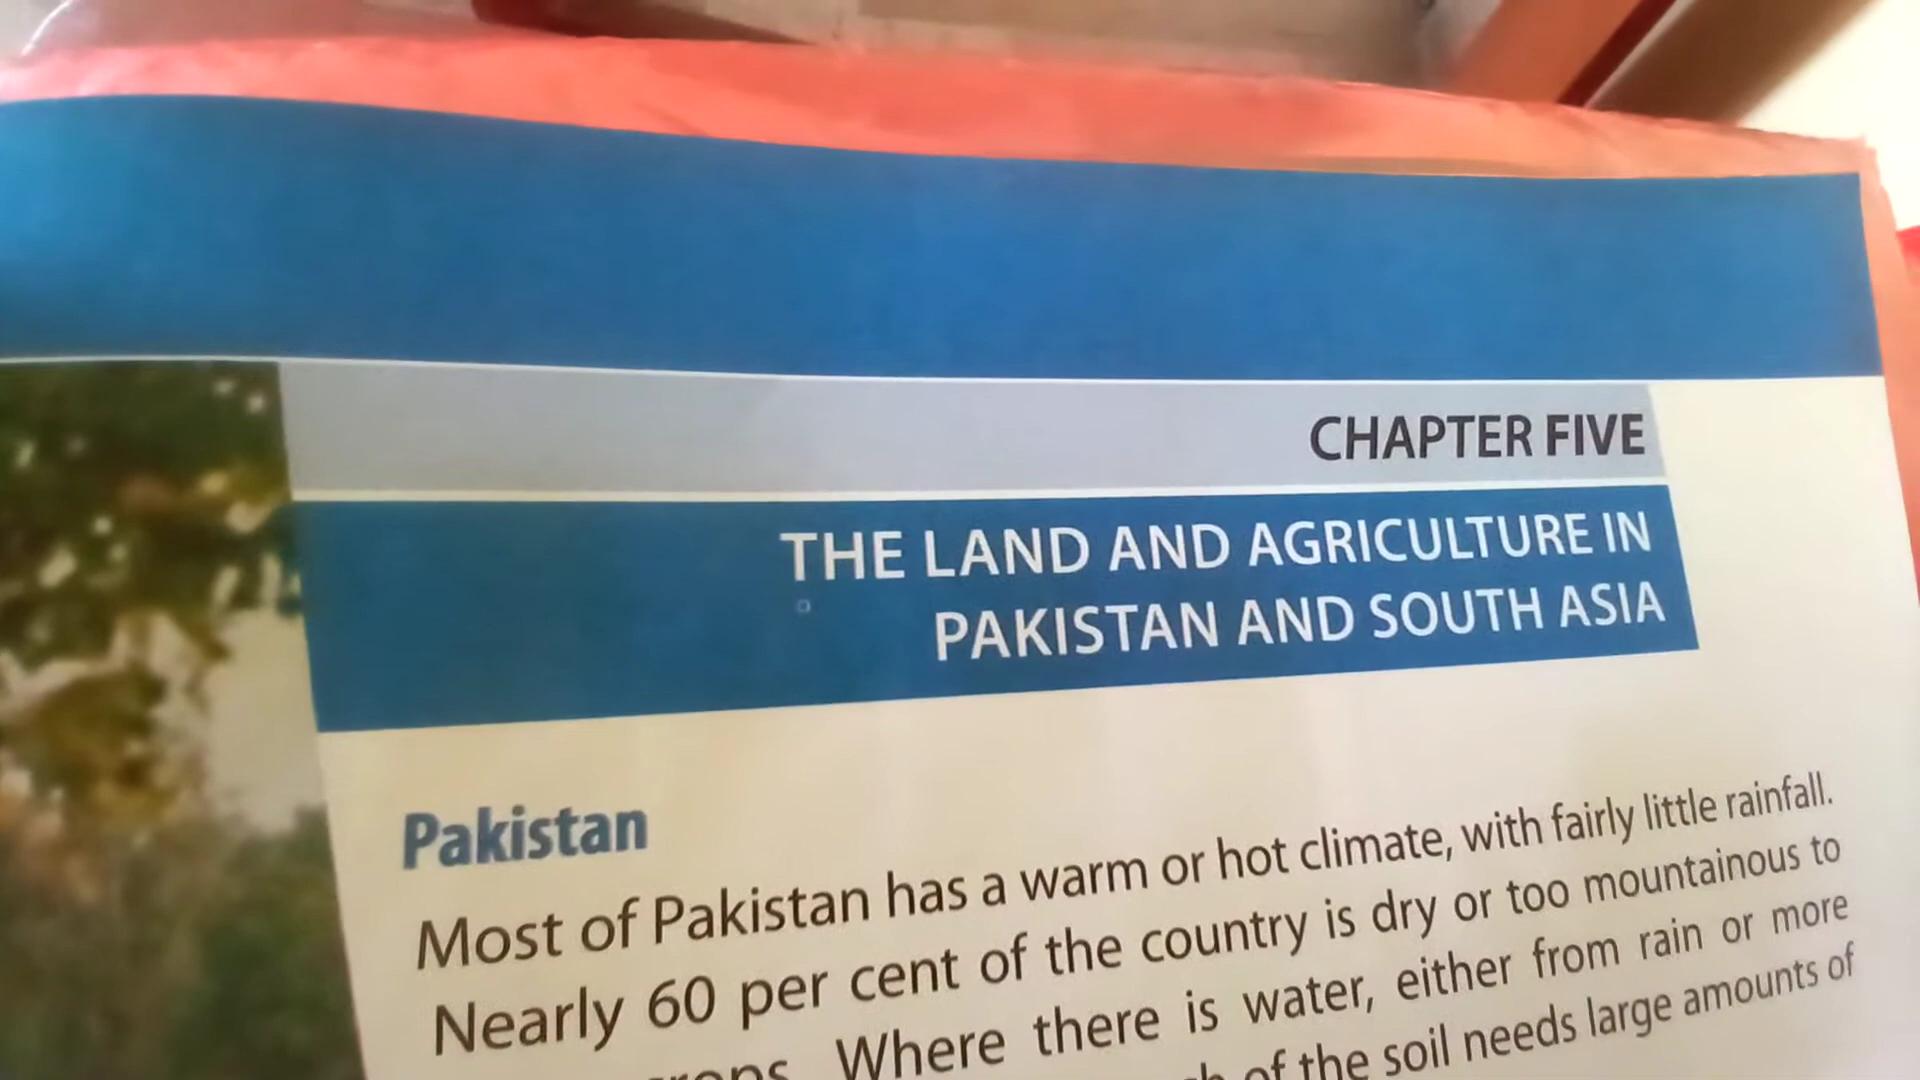 CHAPTER FIVE
THE LAND AND AGRICULTURE IN
PAKISTAN AND SOUTH ASIA
Pakistan
Most of Pakistan has a warm or hot climate, with fairly little rainfall.
Nearly 60 per cent of the country is dry or too mountainous to
Where there is water, either from rain or more
of the soil needs large amounts of